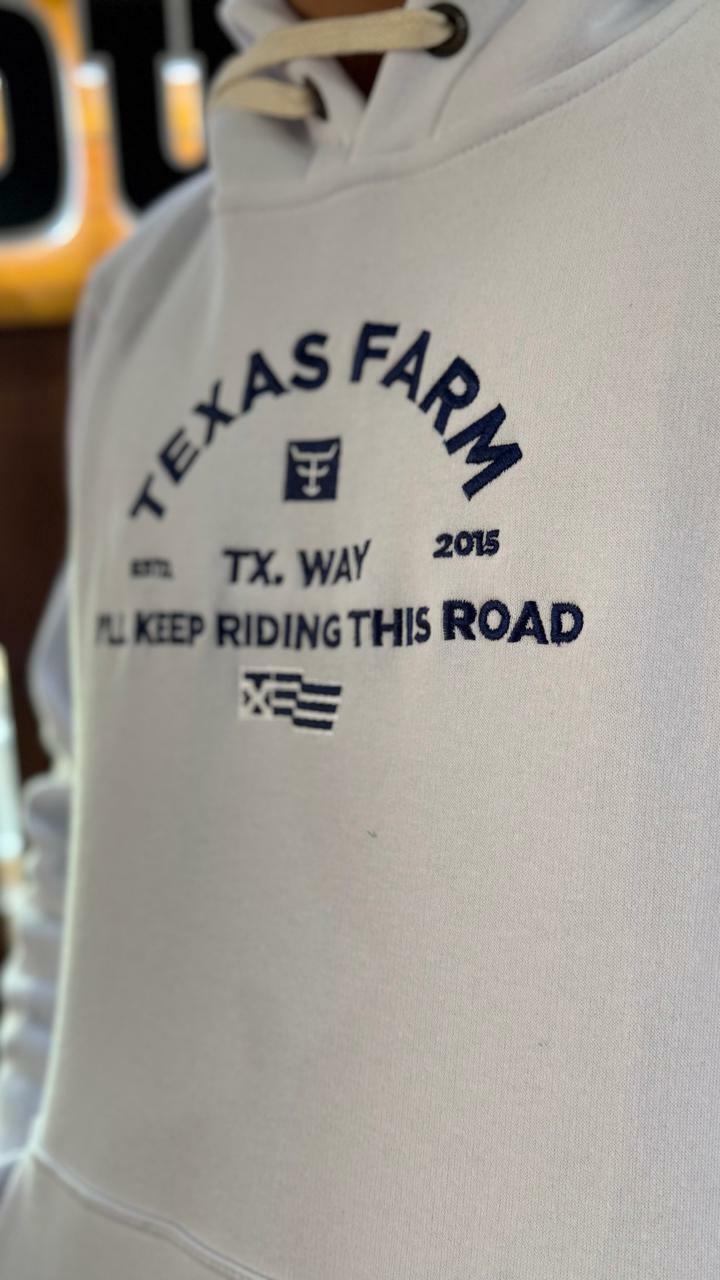 TEXAS FARM
ESTD. TX. WAY 2015
I'LL KEEP RIDING THIS ROAD